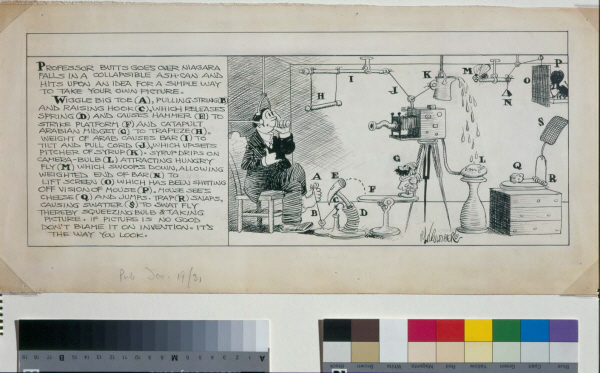 PROFESSOR BUTTS GOES OVER NIAGARA
FALLS IN A COLLAPSIBLE ASH-CAN AND
HITS UPON AN IDEA FOR A SIMPLE WAY
TO TAKE YOUR OWN PICTURE.
WIGGLE BIG TOE (A), PULLING STRING (B)
AND RAISING HOOK (C), WHICH RELEASES
SPRING (D) AND CAUSES HAMMER (E) TO
STRIKE PLATFORM (F) AND CATAPULT
ARABIAN MIDGET (G) TO TRAPEZE (H).
WEIGHT OF ARAB CAUSES BAR (I) TO
TILT AND PULL CORD (J), WHICH UPSETS
PITCHER OF SYRUP (K). SYRUP DRIPS ON
CAMERA-BULB (L) ATTRACTING HUNGRY
FLY (M) WHICH SWOOPS DOWN, ALLOWING
WEIGHTED END OF BAR (N) TO
LIFT SCREEN (O) WHICH HAS BEEN SHUTTING
OFF VISION OF MOUSE (P). MOUSE SEES
CHEESE (Q) AND JUMPS. TRAP (R) SNAPS,
CAUSING SWATTER (S) TO SWAT FLY
THEREBY SQUEEZING BULB & TAKING
PICTURE. IF PICTURE IS NO GOOD,
DON'T BLAME IT ON INVENTION. IT'S
THE WAY YOU LOOK.
A
B
C
D
E
F
G
H
I
J
K
L
M
N
O
P
Q
R
S
Pub Jan. 19/31